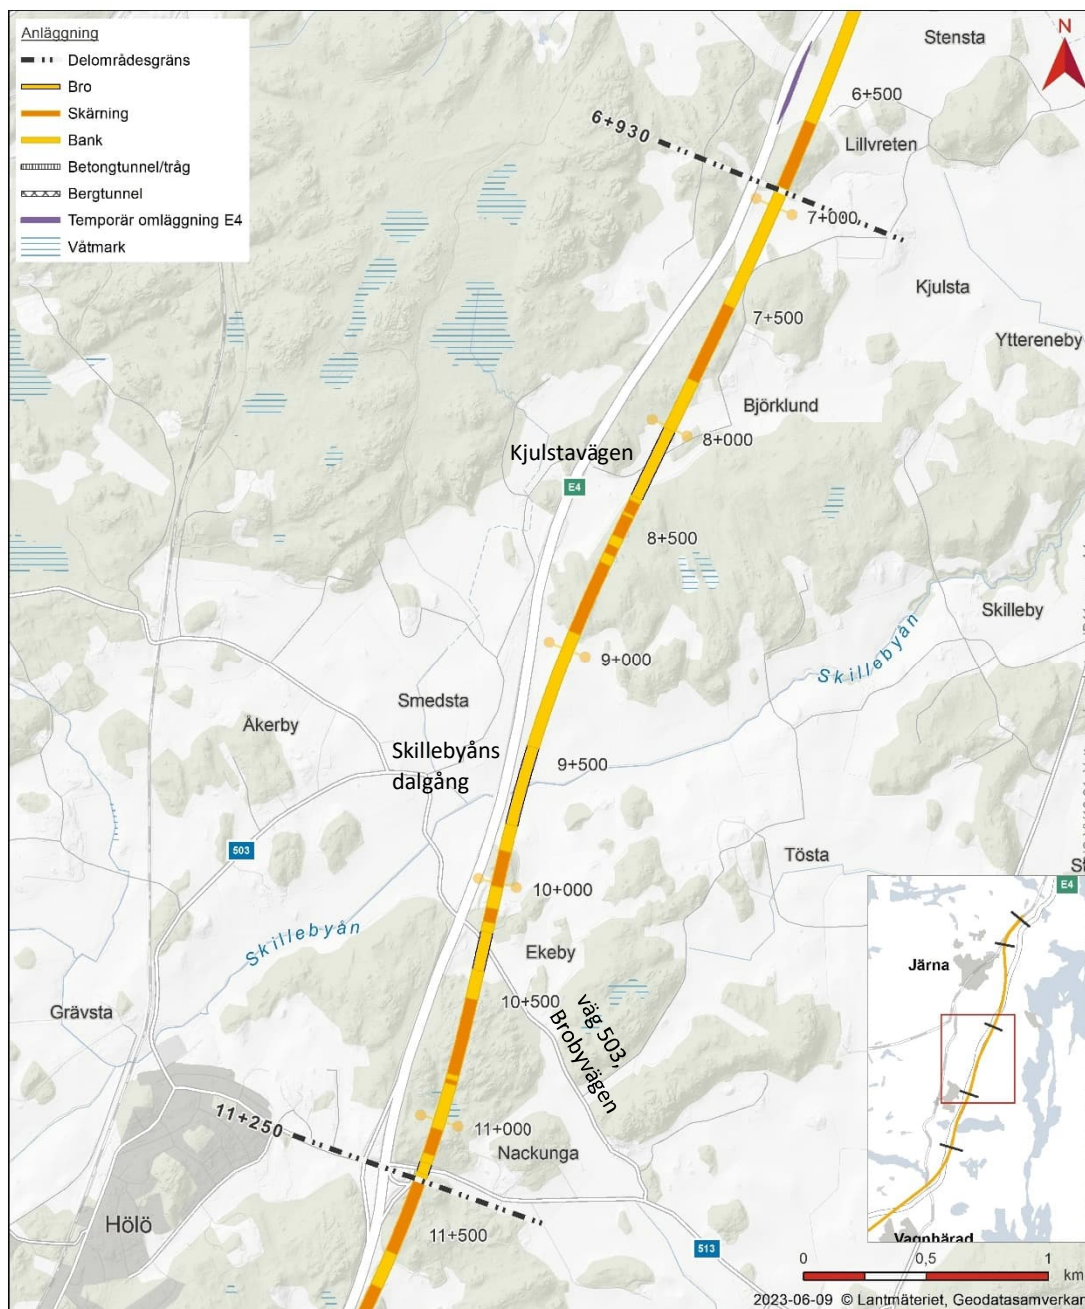 Anläggning
Delområdesgräns
Bro
Skärning
Bank
Betongtunnel/tråg
Bergtunnel
Temporär omläggning E4
Våtmark
N
Stensta
6+500
6+930
Lillvreten
7+000
Kjulsta
7+500
Yttereneby
Björklund
8+000
Kjulstavägen
E4
8+500
Skilleby
Skillebyån
9+000
Smedsta
Åkerby
Skillebyåns
dalgång
9+500
503
Tösta
10+000
Skillebyån
Ekeby
10+500
väg 503,
Brobyvägen
Grävsta
11+250
11+000
Nackunga
Hölö
11+500
513
E4
Järna
Vagnhärad
0
0,5
1
km
2023-06-09 © Lantmäteriet, Geodatasamverkan